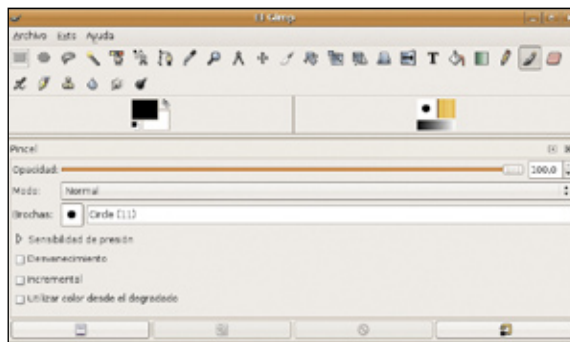 El Gimp
Archivo Exts Ayuda
Pincel
Opacidad: 100,0
Modo: Normal
Brochas: Circle (11)
Sensibilidad de presión
Desvanecimiento
Incremental
Utilizar color desde el degradado